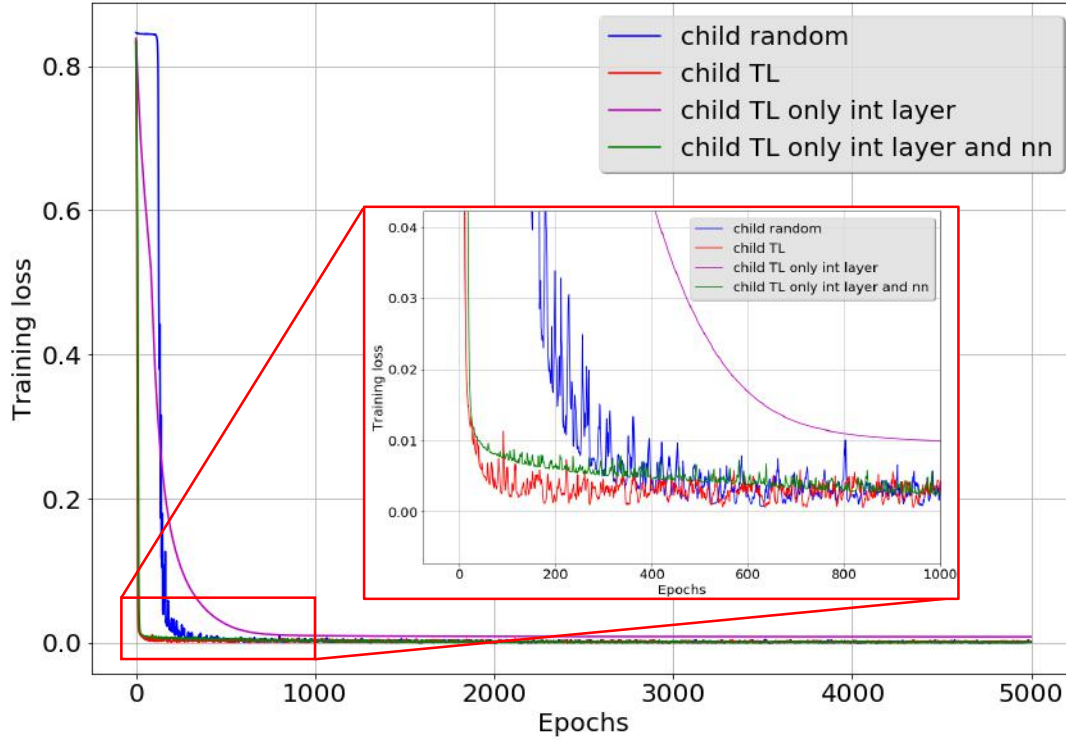 child random
child TL
child TL only int layer
child TL only int layer and nn
0.8
0.6
0.4
0.2
0.0
Training loss
0 1000 2000 3000 4000 5000
Epochs
child random
child TL
child TL only int layer
child TL only int layer and nn
0.04
0.03
0.02
0.01
0.00
Training loss
0 200 400 600 800 1000
Epochs